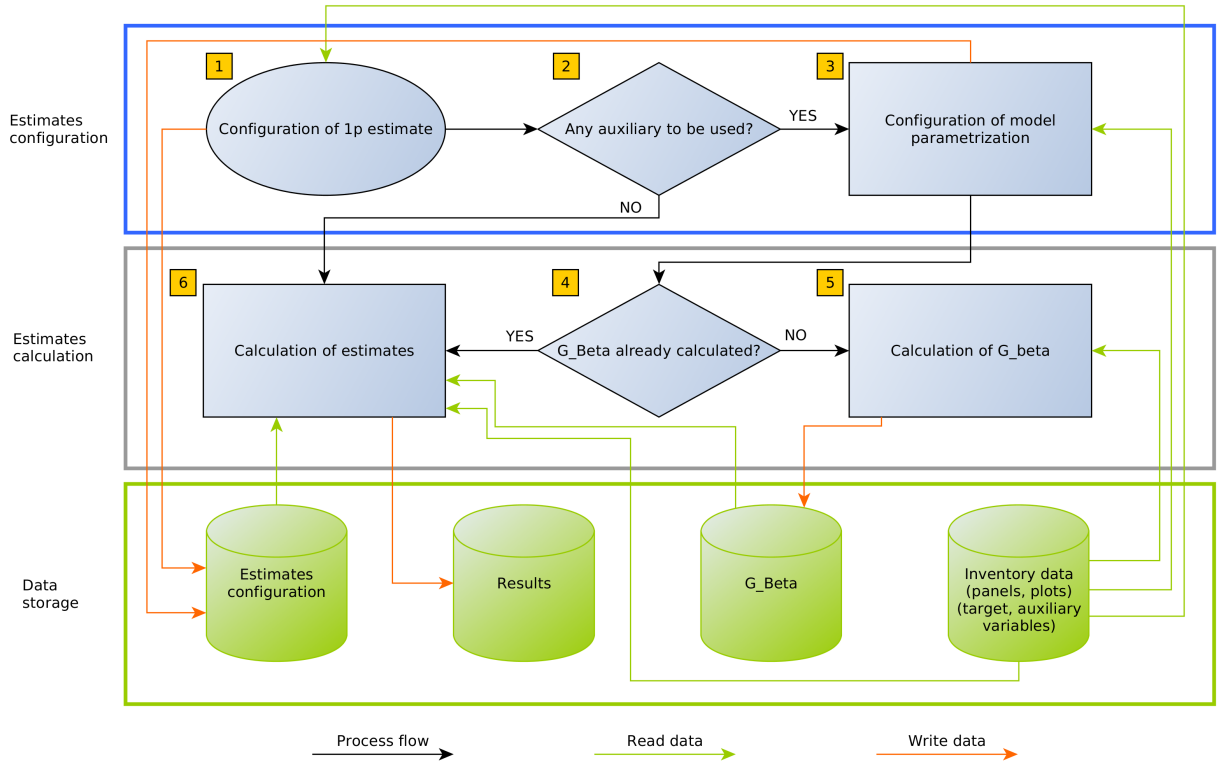 1
2
3
Estimates
configuration
Configuration of 1p estimate
Any auxiliary to be used?
YES
Configuration of model
parametrization
NO
6
4
5
Estimates
calculation
Calculation of estimates
YES
G_Beta already calculated?
NO
Calculation of G_beta
Data
storage
Estimates
configuration
Results
G_Beta
Inventory data
(panels, plots)
(target, auxiliary
variables)
Process flow
Read data
Write data